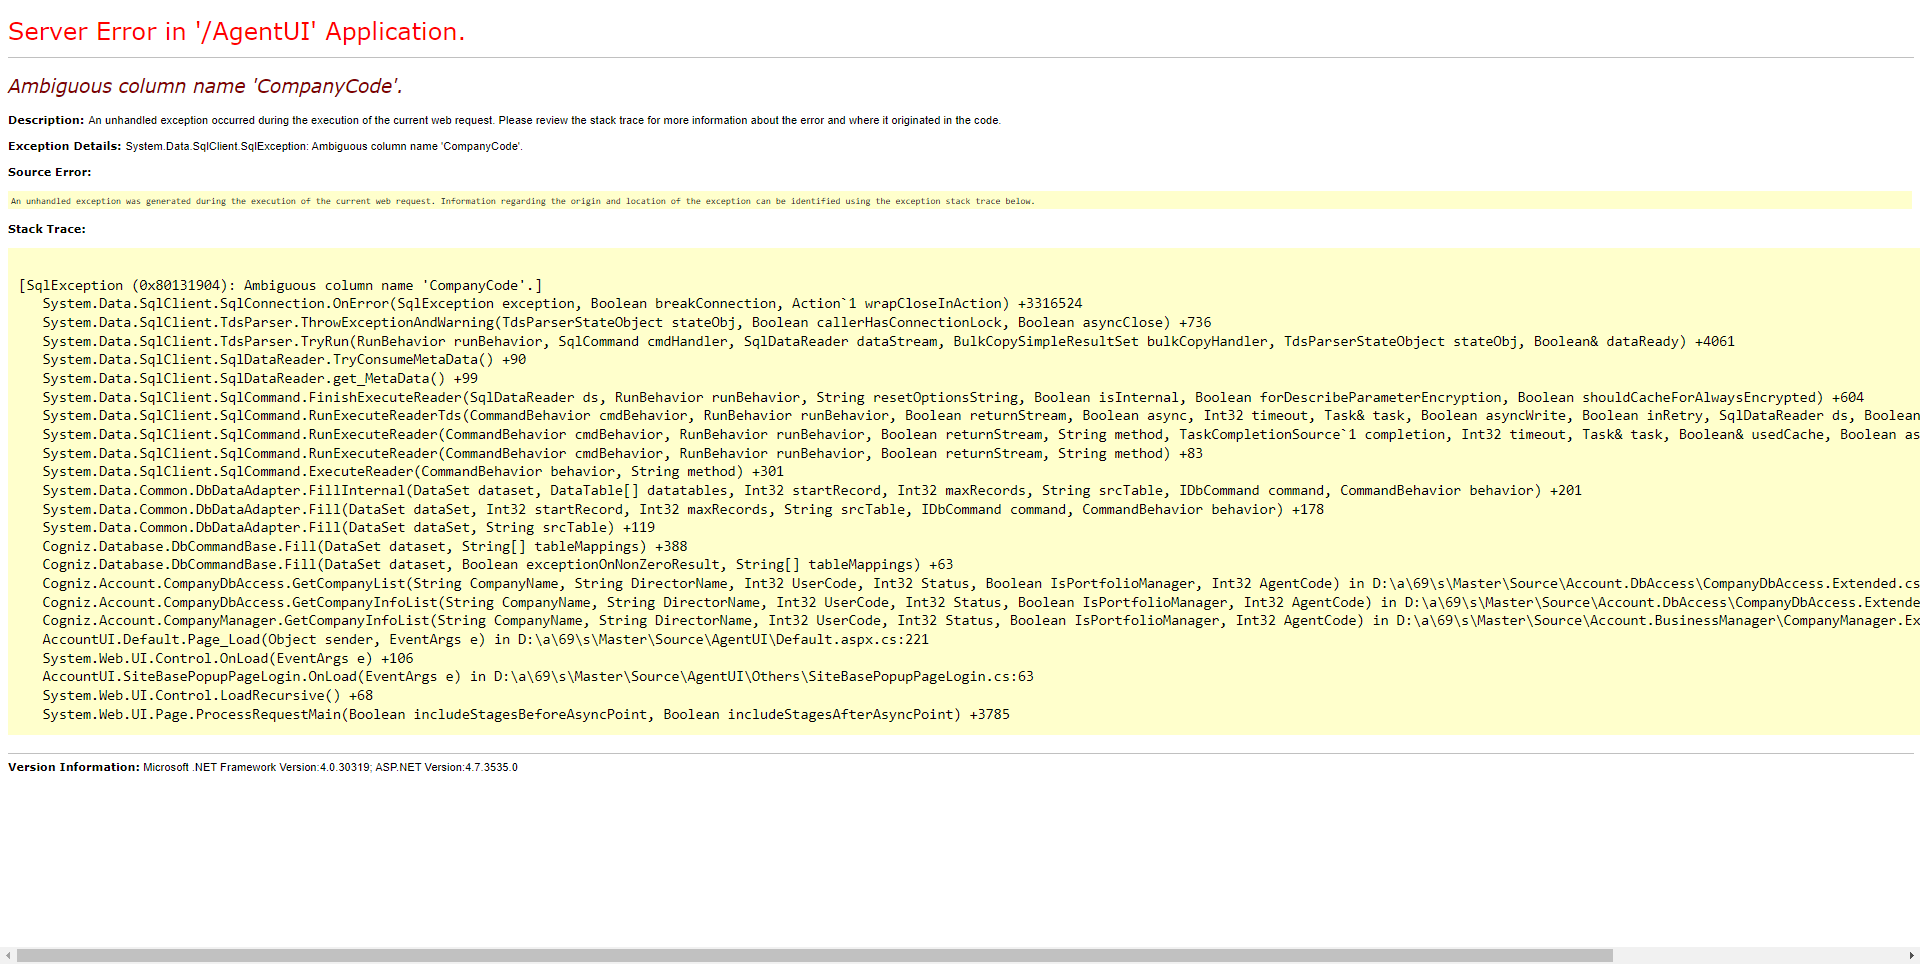 Server Error in '/AgentUI' Application.
Ambiguous column name 'CompanyCode'.
Description: An unhandled exception occurred during the execution of the current web request. Please review the stack trace for more information about the error and where it originated in the code.
Exception Details: System.Data.SqlClient.SqlException: Ambiguous column name 'CompanyCode'.
Source Error:
An unhandled exception was generated during the execution of the current web request. Information regarding the origin and location of the exception can be identified using the exception stack trace below.
Stack Trace:
[SqlException (0x80131904): Ambiguous column name 'CompanyCode'.]
System.Data.SqlClient.SqlConnection.OnError(SqlException exception, Boolean breakConnection, Action`1 wrapCloseInAction) +3316524
System.Data.SqlClient.TdsParser.ThrowExceptionAndWarning(TdsParserStateObject stateObj, Boolean callerHasConnectionLock, Boolean asyncClose) +736
System.Data.SqlClient.TdsParser.TryRun(RunBehavior runBehavior, SqlCommand cmdHandler, SqlDataReader dataStream, BulkCopySimpleResultSet bulkCopyHandler, TdsParserStateObject stateObj, Boolean& dataReady) +4061
System.Data.SqlClient.SqlDataReader.TryConsumeMetaData() +90
System.Data.SqlClient.SqlDataReader.get_MetaData() +99
System.Data.SqlClient.SqlCommand.FinishExecuteReader(SqlDataReader ds, RunBehavior runBehavior, String resetOptionsString, Boolean isInternal, Boolean forDescribeParameterEncryption, Boolean shouldCacheForAlwaysEncrypted) +604
System.Data.SqlClient.SqlCommand.RunExecuteReaderTds(CommandBehavior cmdBehavior, RunBehavior runBehavior, Boolean returnStream, Boolean async, Int32 timeout, Task& task, Boolean asyncWrite, Boolean inRetry, SqlDataReader ds, Boolean
System.Data.SqlClient.SqlCommand.RunExecuteReader(CommandBehavior cmdBehavior, RunBehavior runBehavior, Boolean returnStream, String method, TaskCompletionSource`1 completion, Int32 timeout, Task& task, Boolean& usedCache, Boolean as
System.Data.SqlClient.SqlCommand.RunExecuteReader(CommandBehavior cmdBehavior, RunBehavior runBehavior, Boolean returnStream, String method) +83
System.Data.SqlClient.SqlCommand.ExecuteReader(CommandBehavior behavior, String method) +301
System.Data.Common.DbDataAdapter.FillInternal(DataSet dataset, DataTable[] datatables, Int32 startRecord, Int32 maxRecords, String srcTable, IDbCommand command, CommandBehavior behavior) +201
System.Data.Common.DbDataAdapter.Fill(DataSet dataSet, Int32 startRecord, Int32 maxRecords, String srcTable, IDbCommand command, CommandBehavior behavior) +178
System.Data.Common.DbDataAdapter.Fill(DataSet dataSet, String srcTable) +119
Cogniz.Database.DbCommandBase.Fill(DataSet dataset, String[] tableMappings) +388
Cogniz.Database.DbCommandBase.Fill(DataSet dataset, Boolean exceptionOnNonZeroResult, String[] tableMappings) +63
Cogniz.Account.CompanyDbAccess.GetCompanyList(String CompanyName, String DirectorName, Int32 UserCode, Int32 Status, Boolean IsPortfolioManager, Int32 AgentCode) in D:\a\69\s\Master\Source\Account.DbAccess\CompanyDbAccess.Extended.cs
Cogniz.Account.CompanyDbAccess.GetCompanyInfoList(String CompanyName, String DirectorName, Int32 UserCode, Int32 Status, Boolean IsPortfolioManager, Int32 AgentCode) in D:\a\69\s\Master\Source\Account.DbAccess\CompanyDbAccess.Extende
Cogniz.Account.CompanyManager.GetCompanyInfoList(String CompanyName, String DirectorName, Int32 UserCode, Int32 Status, Boolean IsPortfolioManager, Int32 AgentCode) in D:\a\69\s\Master\Source\Account.BusinessManager\CompanyManager.Ex
AccountUI.Default.Page_Load(Object sender, EventArgs e) in D:\a\69\s\Master\Source\AgentUI\Default.aspx.cs:221
System.Web.UI.Control.OnLoad(EventArgs e) +106
AccountUI.SiteBasePopupPageLogin.OnLoad(EventArgs e) in D:\a\69\s\Master\Source\AgentUI\Others\SiteBasePopupPageLogin.cs:63
System.Web.UI.Control.LoadRecursive() +68
System.Web.UI.Page.ProcessRequestMain(Boolean includeStagesBeforeAsyncPoint, Boolean includeStagesAfterAsyncPoint) +3785
Version Information: Microsoft .NET Framework Version:4.0.30319; ASP.NET Version:4.7.3535.0